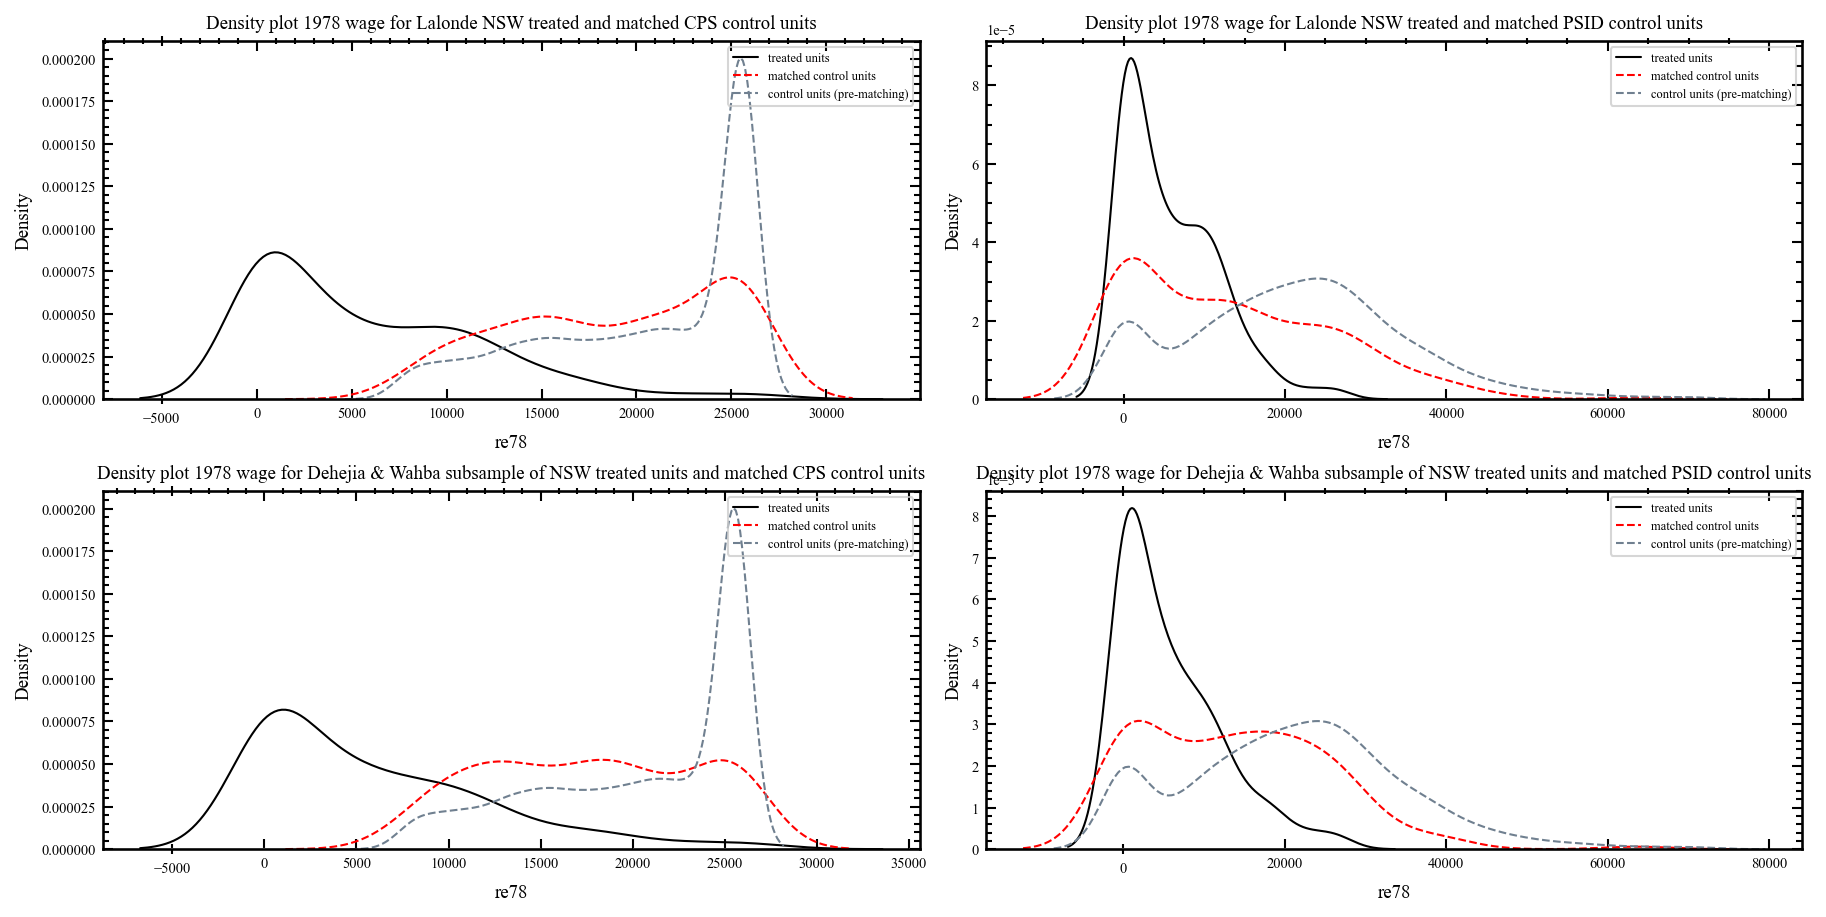 Density plot 1978 wage for Lalonde NSW treated and matched CPS control units
0.000200
0.000175
0.000150
0.000125
0.000100
0.000075
0.000050
0.000025
0.000000
Density
treated units
matched control units
control units (pre-matching)
−5000 0 5000 10000 15000 20000 25000 30000
re78
Density plot 1978 wage for Lalonde NSW treated and matched PSID control units
1e−5
8
6
4
2
0
Density
treated units
matched control units
control units (pre-matching)
0 20000 40000 60000 80000
re78
Density plot 1978 wage for Dehejia & Wahba subsample of NSW treated units and matched CPS control units
0.000200
0.000175
0.000150
0.000125
0.000100
0.000075
0.000050
0.000025
0.000000
Density
treated units
matched control units
control units (pre-matching)
−5000 0 5000 10000 15000 20000 25000 30000 35000
re78
Density plot 1978 wage for Dehejia & Wahba subsample of NSW treated units and matched PSID control units
1e−5
8
7
6
5
4
3
2
1
0
Density
treated units
matched control units
control units (pre-matching)
0 20000 40000 60000 80000
re78